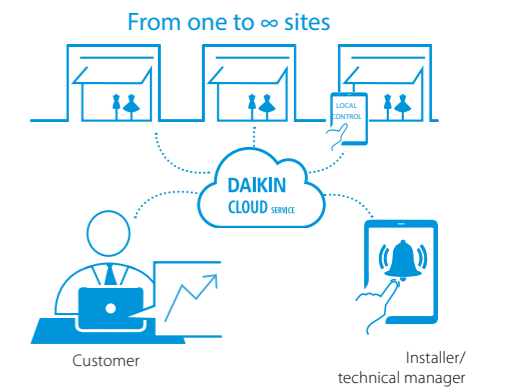 From one to ∞ sites
LOCAL
CONTROL
DAIKIN
CLOUD SERVICE
Customer
Installer/
technical manager